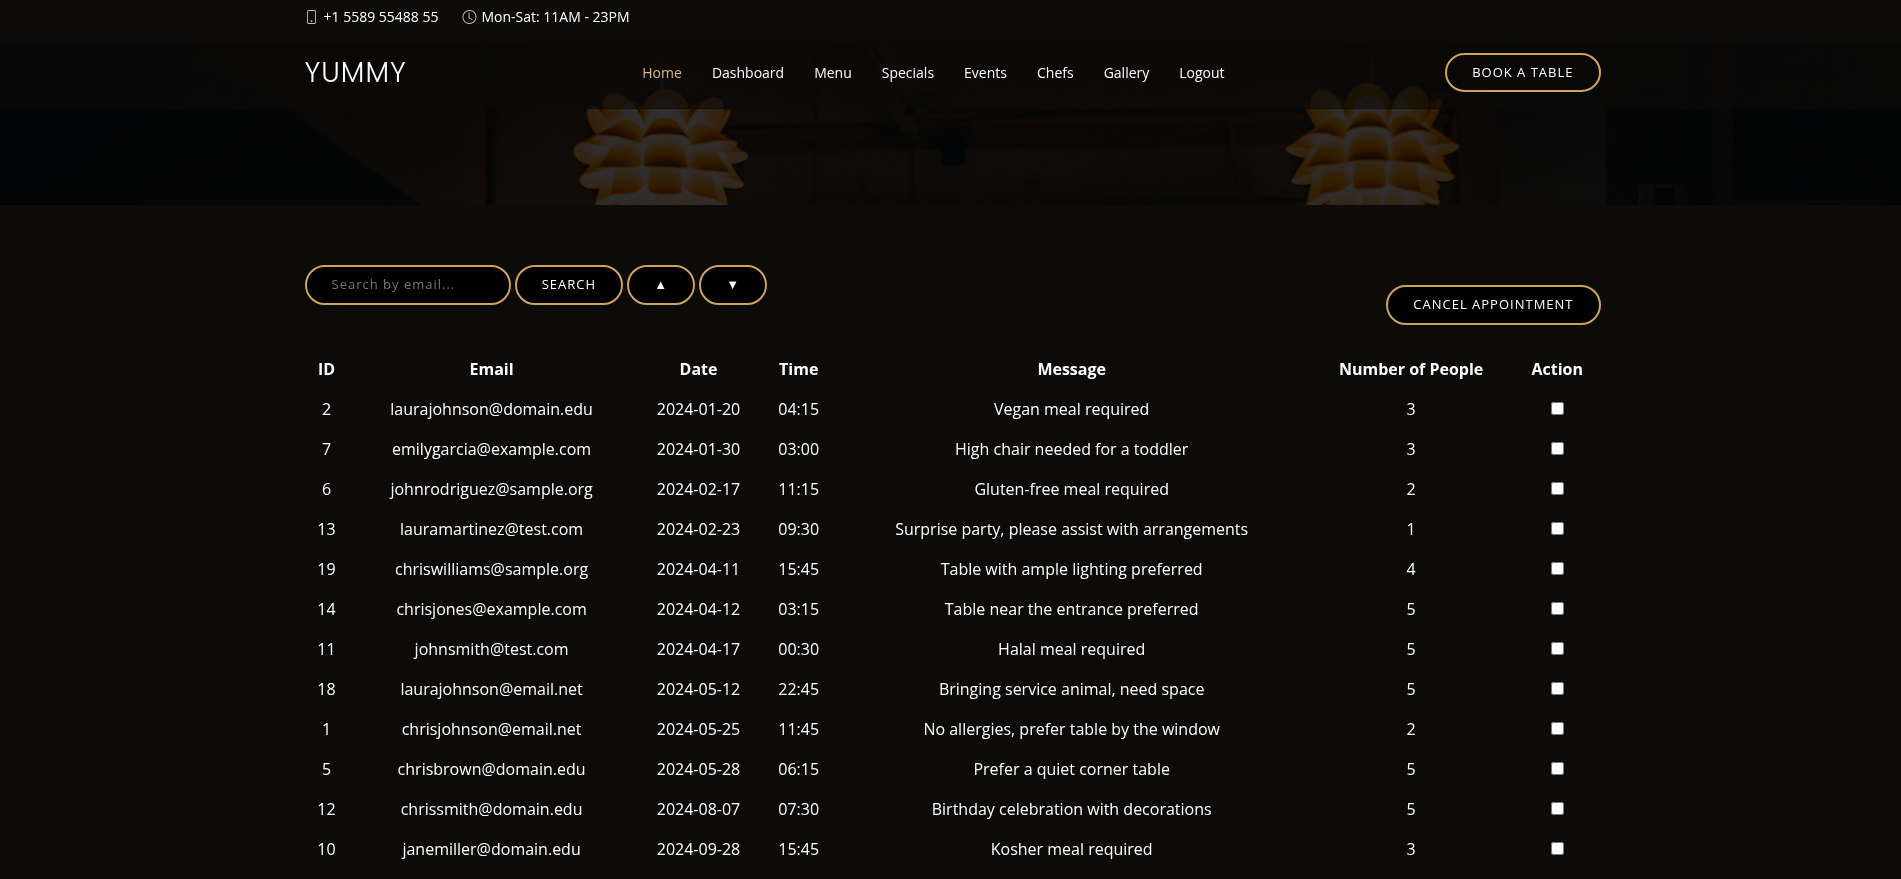 +1 5589 55488 55 Mon-Sat: 11AM - 23PM
YUMMY Home Dashboard Menu Specials Events Chefs Gallery Logout BOOK A TABLE
Search by email... SEARCH ▲ ▼
CANCEL APPOINTMENT
ID Email Date Time Message Number of People Action
2 laurajohnson@domain.edu 2024-01-20 04:15 Vegan meal required 3
7 emilygarcia@example.com 2024-01-30 03:00 High chair needed for a toddler 3
6 johnrodriguez@sample.org 2024-02-17 11:15 Gluten-free meal required 2
13 lauramartinez@test.com 2024-02-23 09:30 Surprise party, please assist with arrangements 1
19 chriswilliams@sample.org 2024-04-11 15:45 Table with ample lighting preferred 4
14 chrisjones@example.com 2024-04-12 03:15 Table near the entrance preferred 5
11 johnsmith@test.com 2024-04-17 00:30 Halal meal required 5
18 laurajohnson@email.net 2024-05-12 22:45 Bringing service animal, need space 5
1 chrisjohnson@email.net 2024-05-25 11:45 No allergies, prefer table by the window 2
5 chrisbrown@domain.edu 2024-05-28 06:15 Prefer a quiet corner table 5
12 chrissmith@domain.edu 2024-08-07 07:30 Birthday celebration with decorations 5
10 janemiller@domain.edu 2024-09-28 15:45 Kosher meal required 3